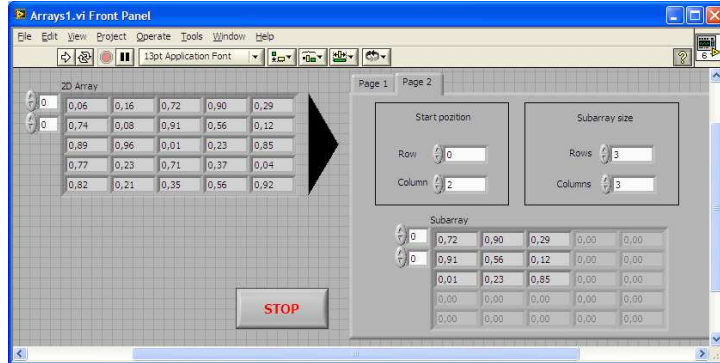 Arrays1.vi Front Panel
File Edit View Project Operate Tools Window Help
13pt Application Font
? 6
2D Array
0 0,06 0,16 0,72 0,90 0,29
0 0,74 0,08 0,91 0,56 0,12
0,89 0,96 0,01 0,23 0,85
0,77 0,23 0,71 0,37 0,04
0,82 0,21 0,35 0,56 0,92
STOP
Page 1 Page 2
Start pozition
Row 0
Column 2
Subarray size
Rows 3
Columns 3
Subarray
0 0,72 0,90 0,29 0,00 0,00
0 0,91 0,56 0,12 0,00 0,00
0,01 0,23 0,85 0,00 0,00
0,00 0,00 0,00 0,00 0,00
0,00 0,00 0,00 0,00 0,00